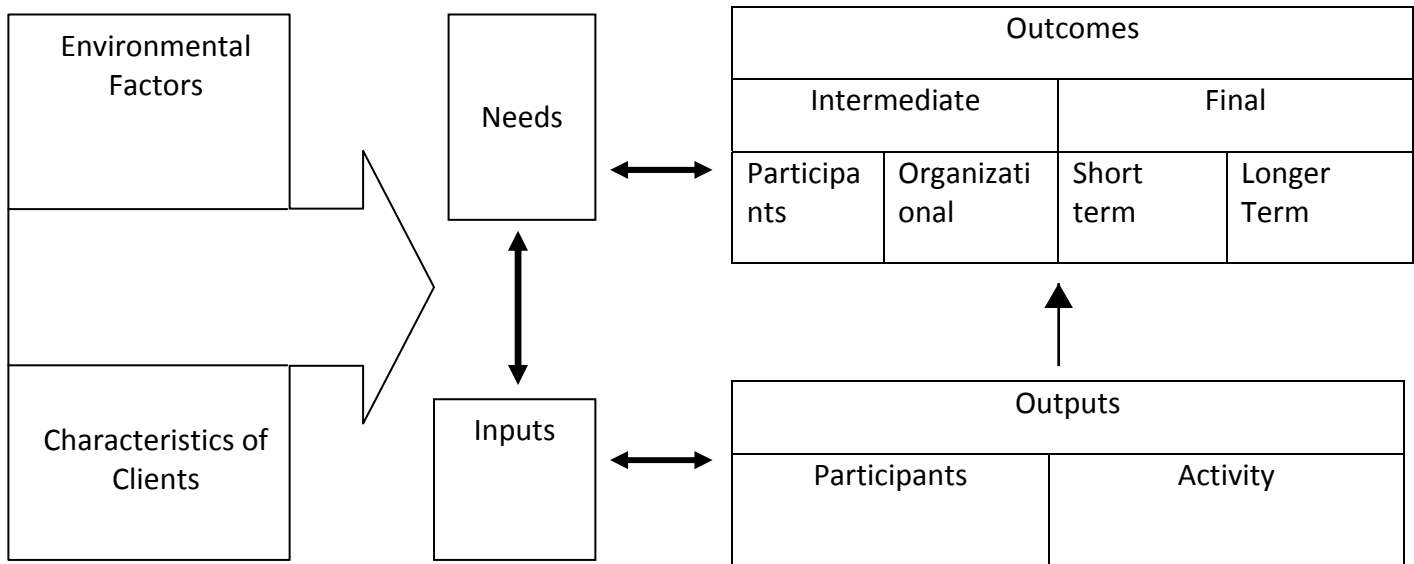 Environmental
Factors
Characteristics of
Clients
Needs
Inputs
Outcomes
Intermediate
Final
Participa
nts
Organizati
onal
Short
term
Longer
Term
Outputs
Participants
Activity